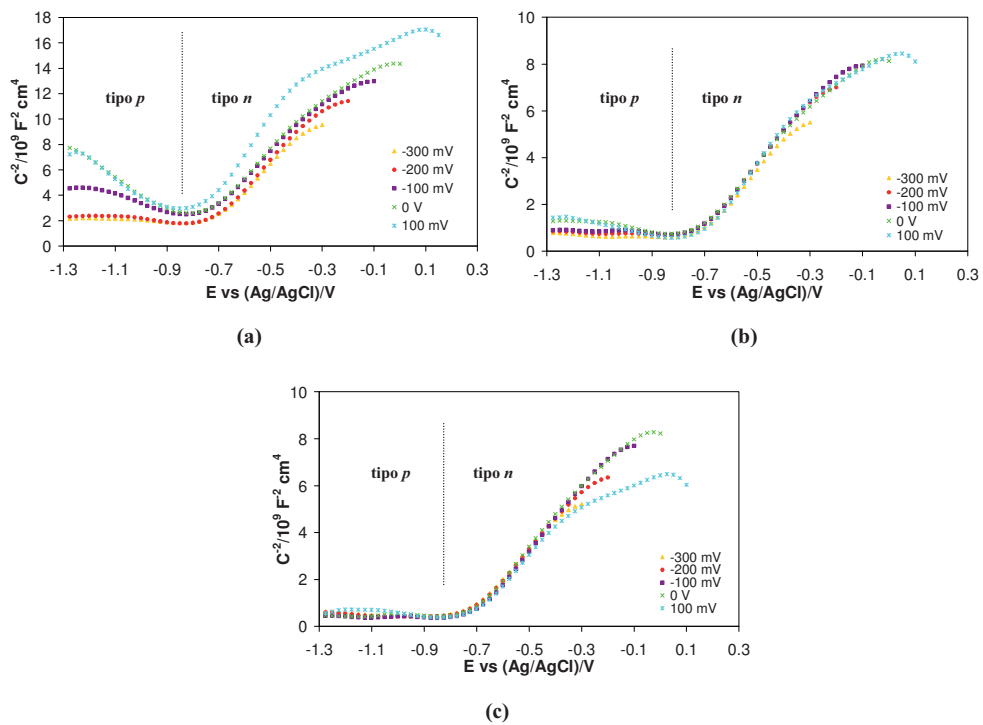 18
16
14
12
10
8
6
4
2
0
C⁻²/10⁹ F⁻² cm⁴
tipo p
tipo n
-300 mV
-200 mV
-100 mV
0 V
100 mV
-1.3 -1.1 -0.9 -0.7 -0.5 -0.3 -0.1 0.1 0.3
E vs (Ag/AgCl)/V
(a)
10
8
6
4
2
0
C⁻²/10⁹ F⁻² cm⁴
tipo p
tipo n
-300 mV
-200 mV
-100 mV
0 V
100 mV
-1.3 -1.1 -0.9 -0.7 -0.5 -0.3 -0.1 0.1 0.3
E vs (Ag/AgCl)/V
(b)
10
8
6
4
2
0
C⁻²/10⁹ F⁻² cm⁴
tipo p
tipo n
-300 mV
-200 mV
-100 mV
0 V
100 mV
-1.3 -1.1 -0.9 -0.7 -0.5 -0.3 -0.1 0.1 0.3
E vs (Ag/AgCl)/V
(c)